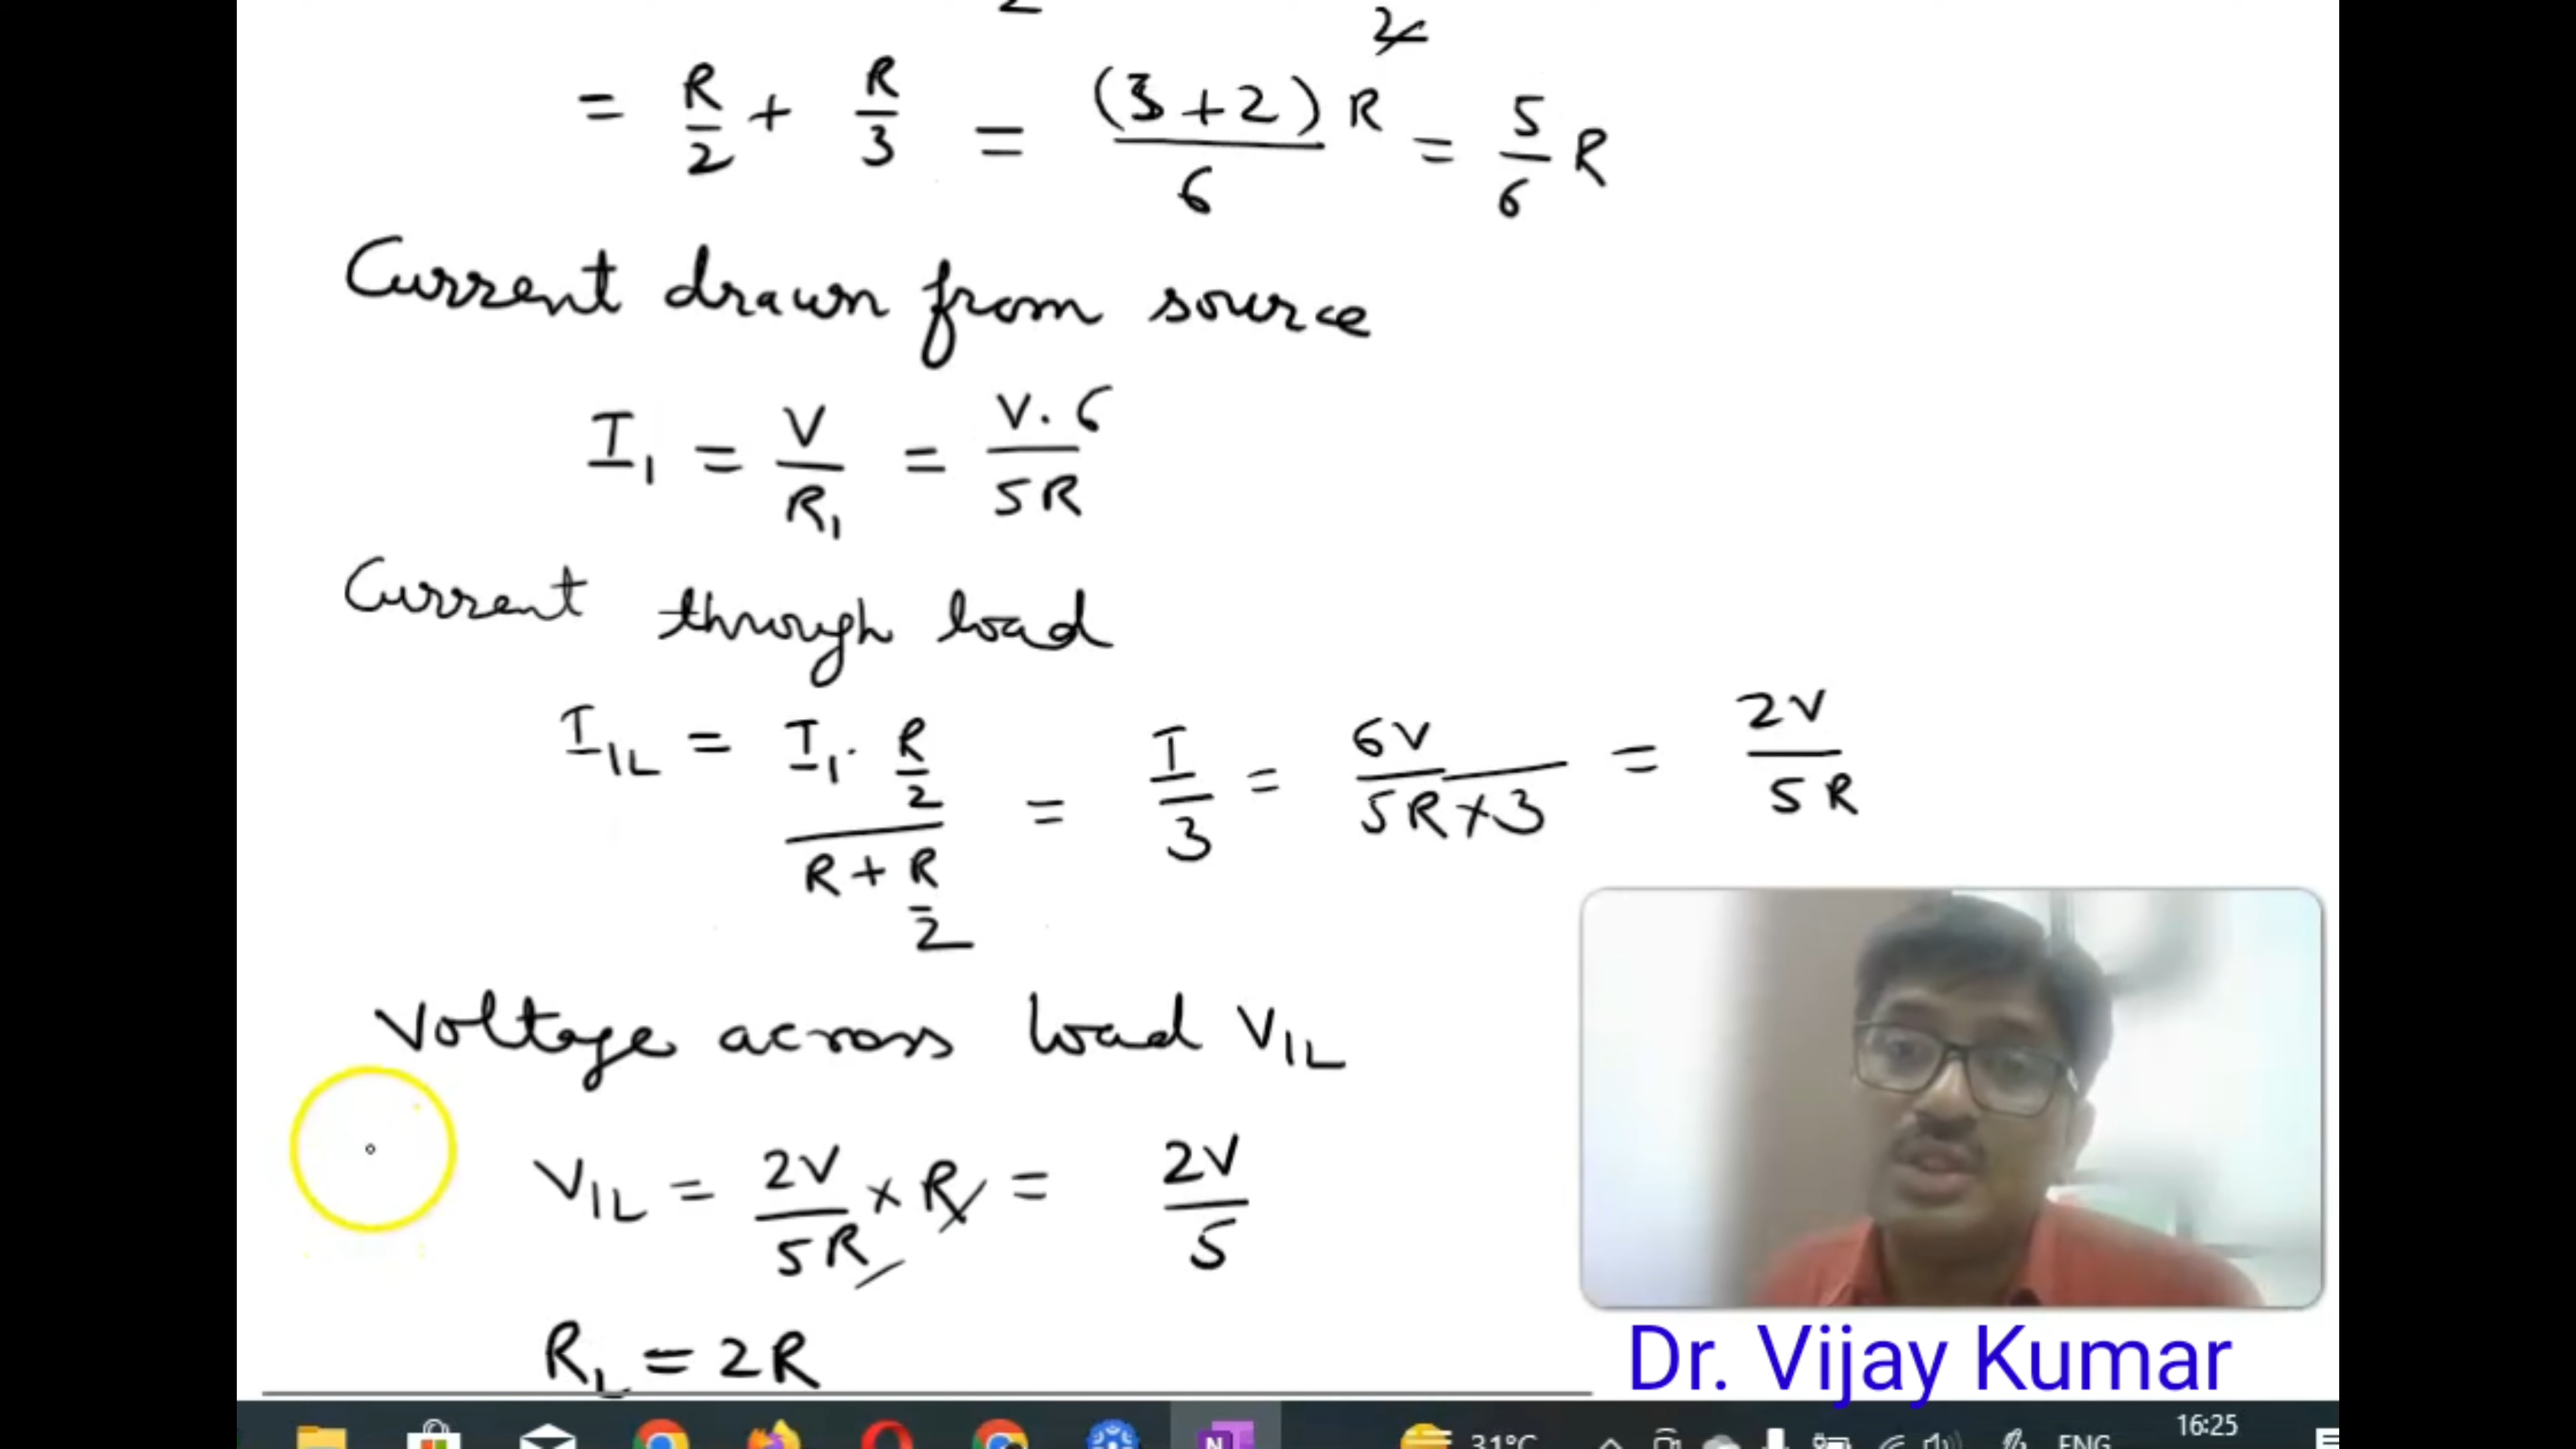 2
= R/2 + R/3 = (3+2)R/6 = 5/6 R
Current drawn from source
I₁ = V/R₁ = V.6/5R
Current through load
I₁L = I₁. R/2 / R + R/2 = I/3 = 6V/5R×3 = 2V/5R
Voltage across load V₁L
V₁L = 2V/5R × R = 2V/5
R_L = 2R
Dr. Vijay Kumar
31°C ENG 16:25